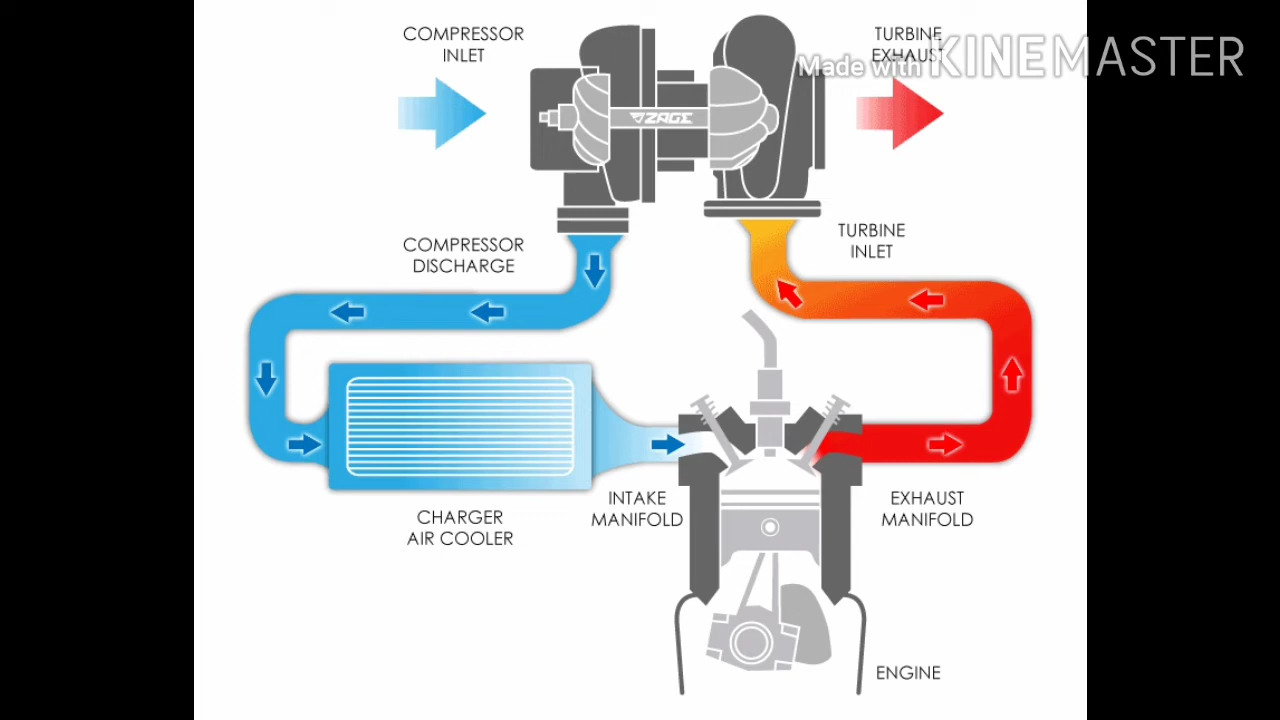 COMPRESSOR
INLET
TURBINE
EXHAUST
Made with KINEMASTER
ZAGE
COMPRESSOR
DISCHARGE
TURBINE
INLET
CHARGER
AIR COOLER
INTAKE
MANIFOLD
EXHAUST
MANIFOLD
ENGINE